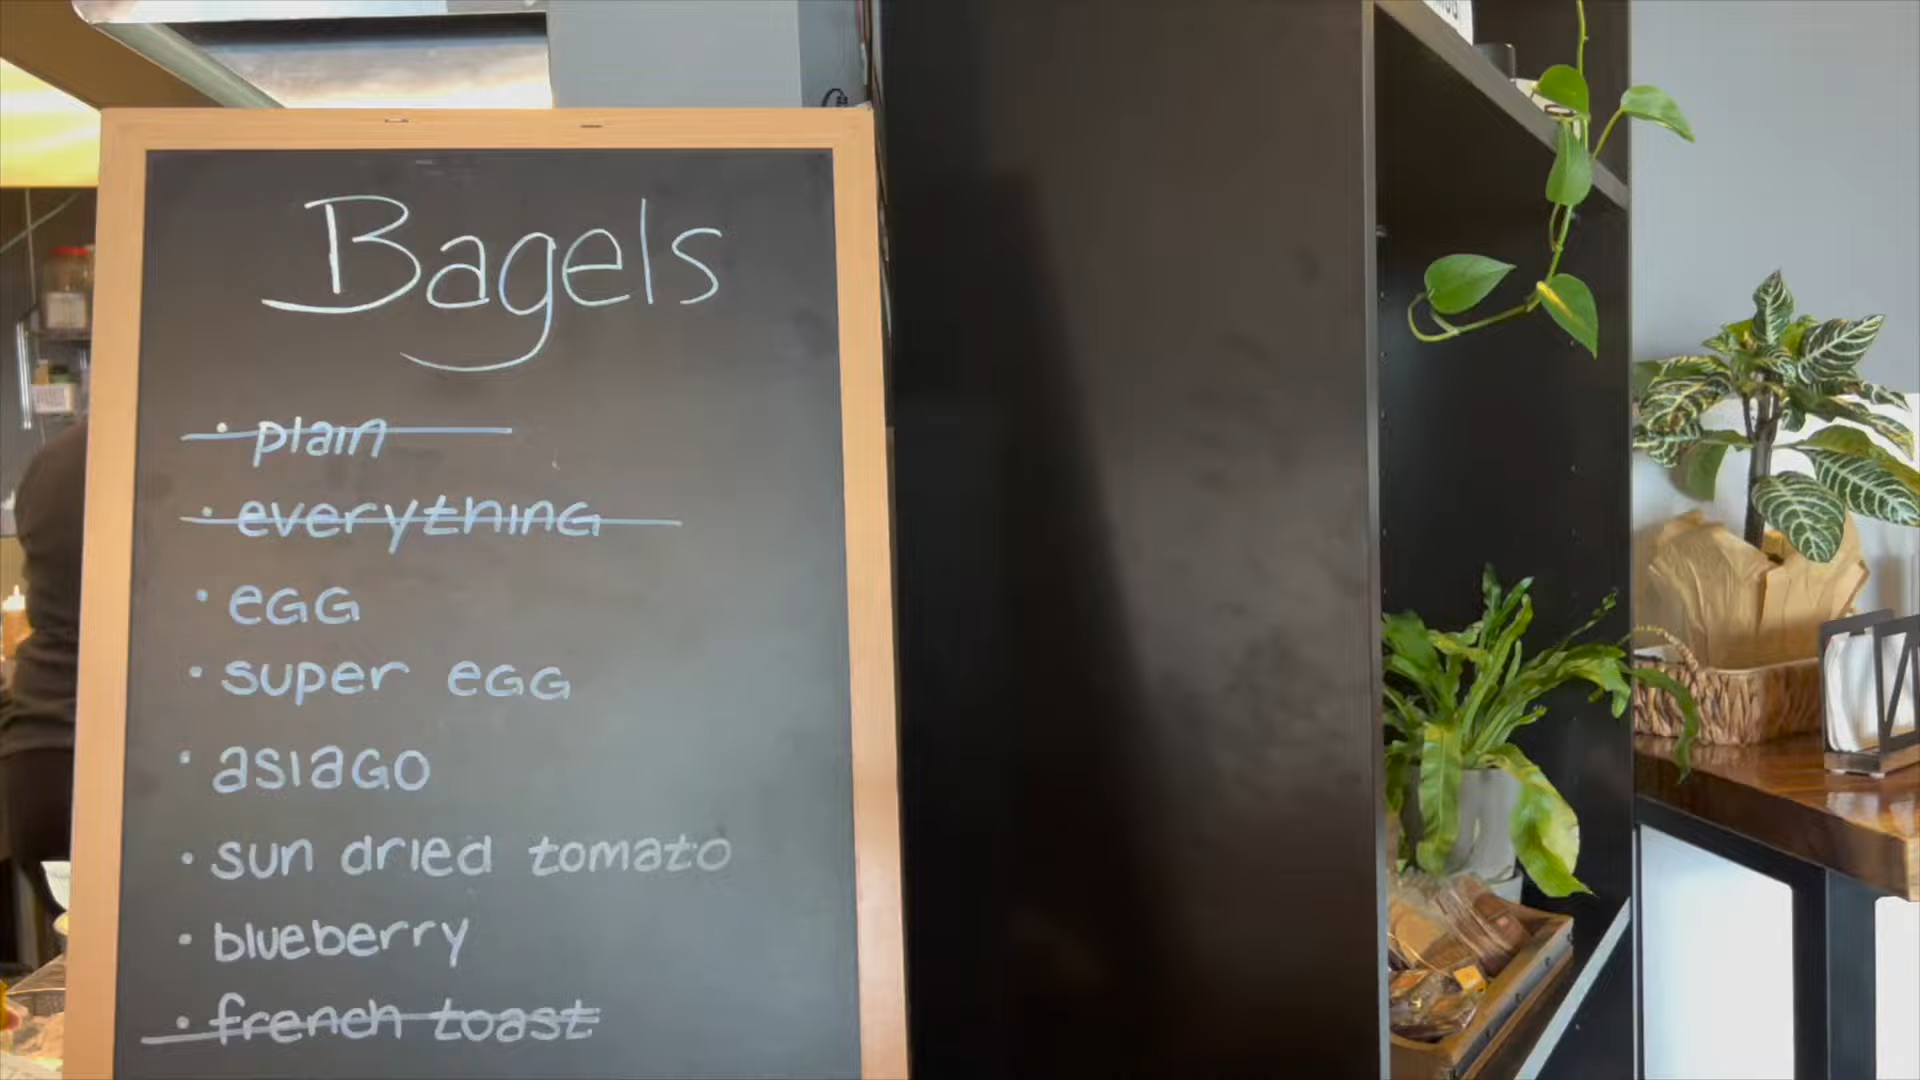 Bagels
• plain
• everything
• egg
• super egg
• asiago
• sun dried tomato
• blueberry
• french toast